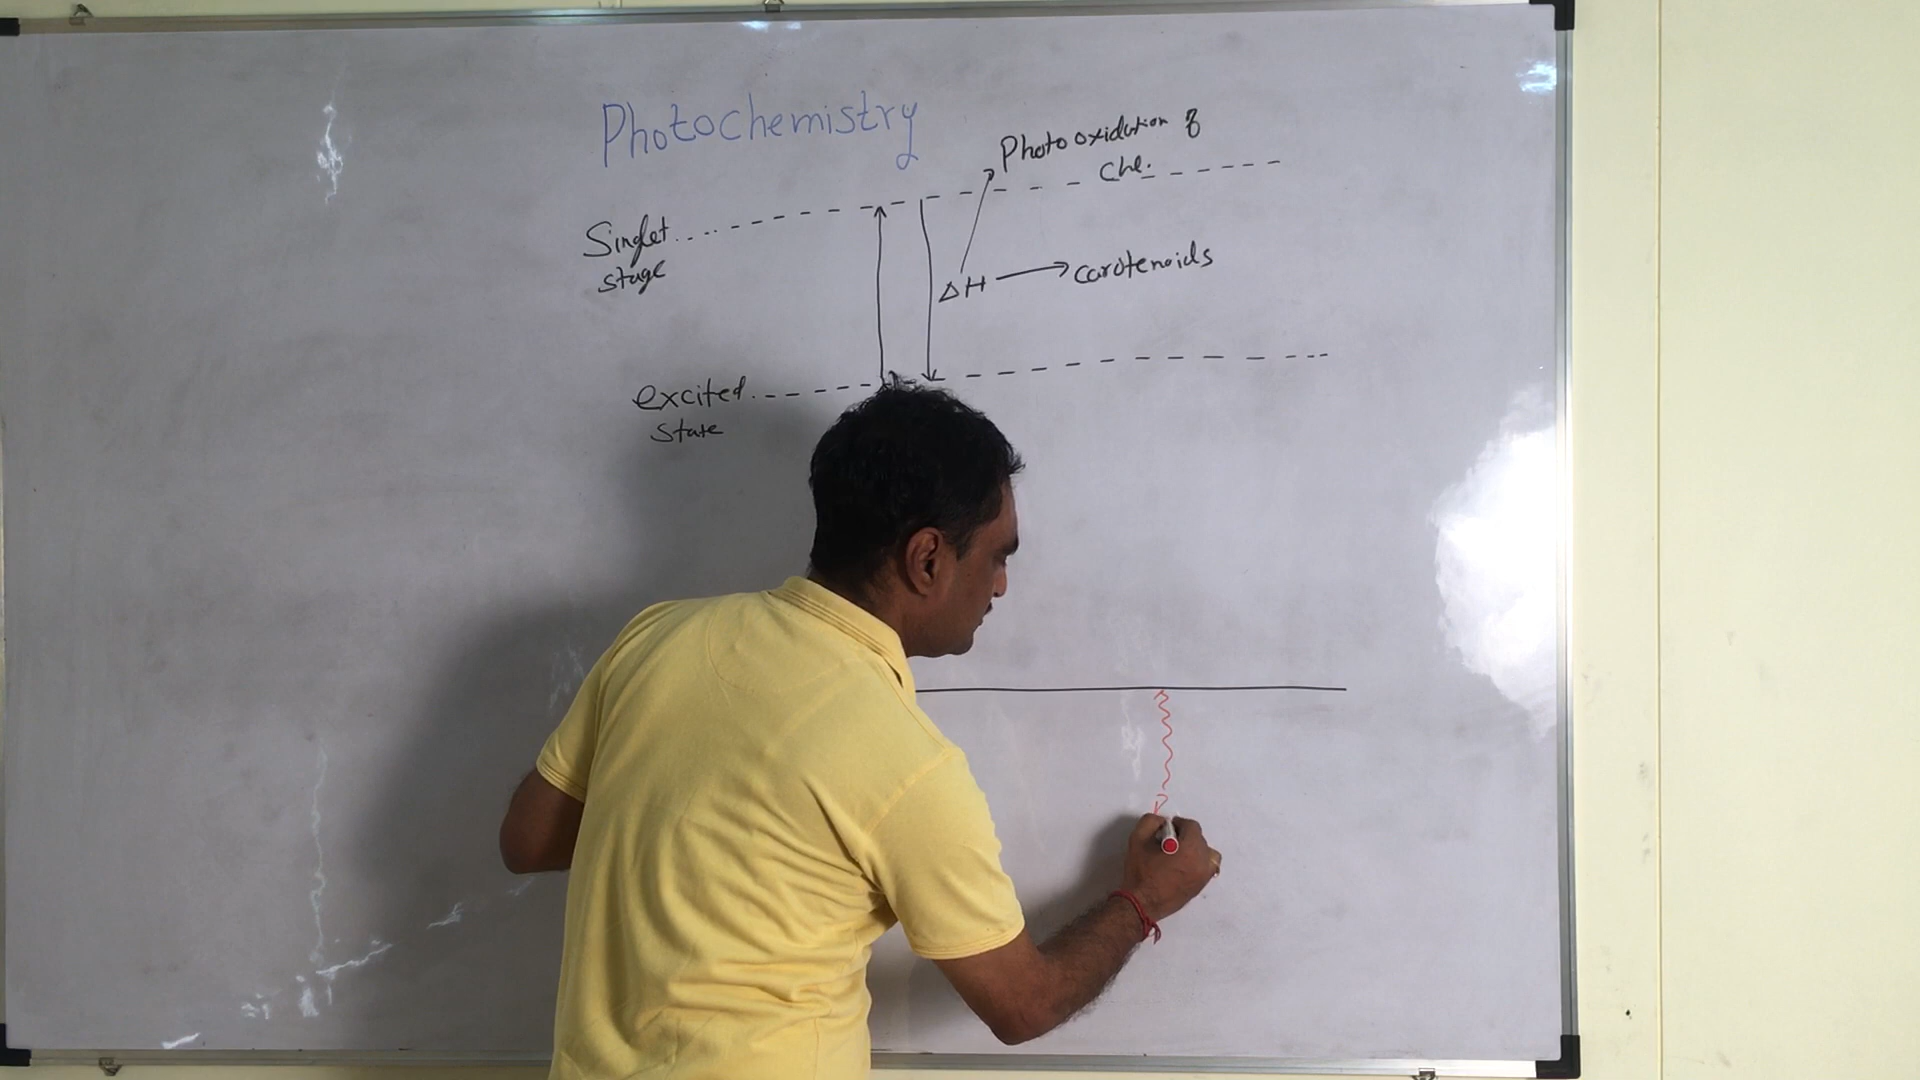 Photochemistry
Photooxidation of
Chl.
Singlet
stage
ΔH → carotenoids
excited
state